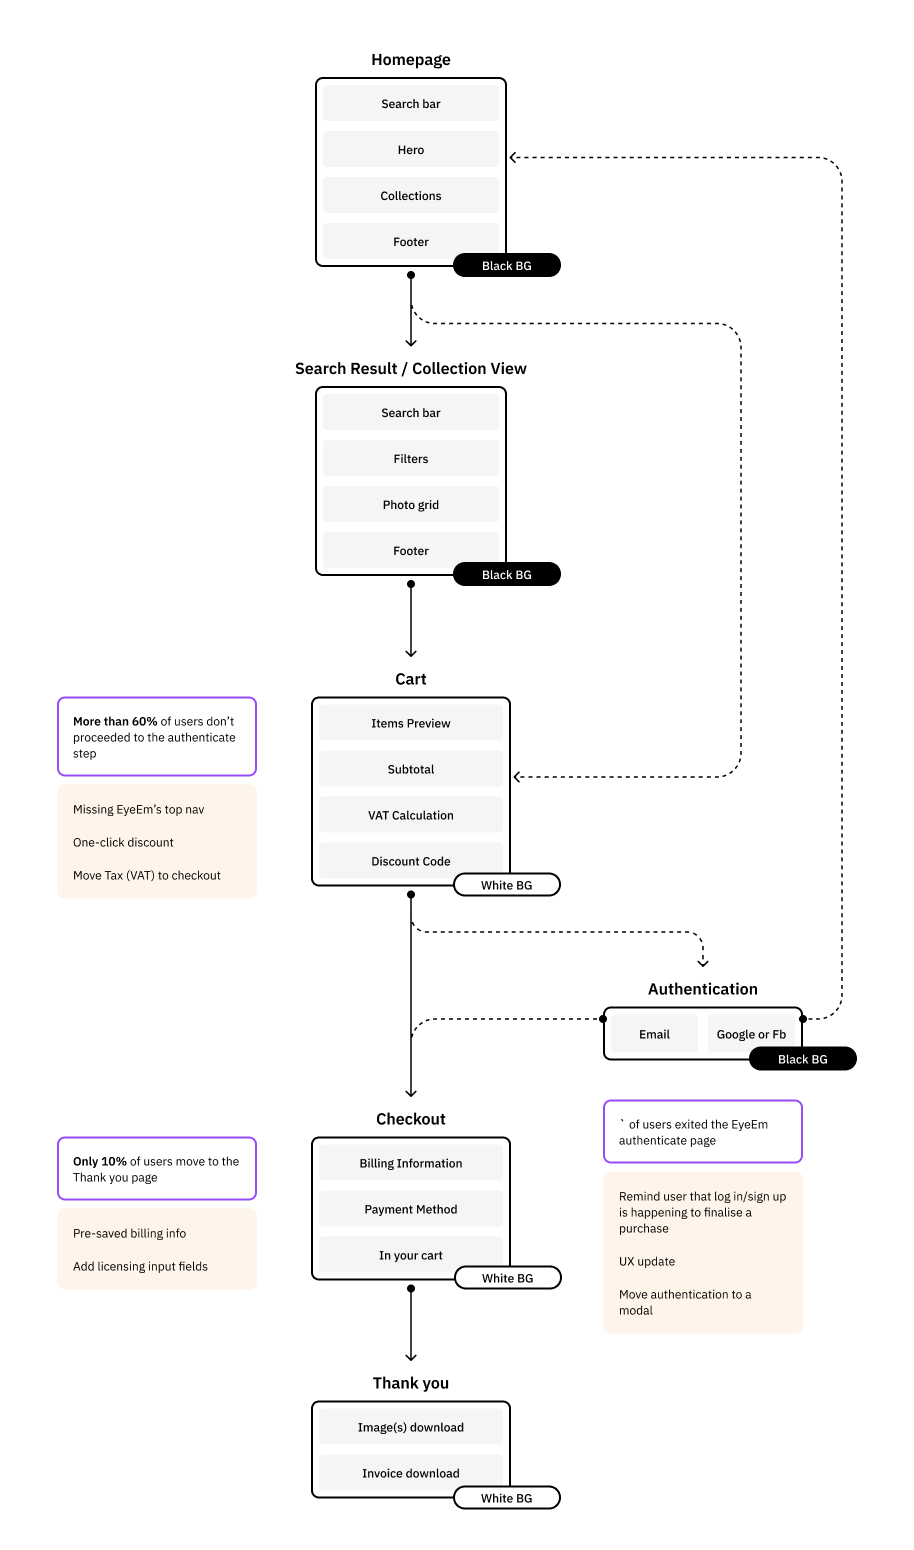 Homepage
Search bar
Hero
Collections
Footer
Black BG
Search Result / Collection View
Search bar
Filters
Photo grid
Footer
Black BG
Cart
Items Preview
Subtotal
VAT Calculation
Discount Code
White BG
More than 60% of users don’t
proceeded to the authenticate
step
Missing EyeEm’s top nav
One-click discount
Move Tax (VAT) to checkout
Authentication
Email
Google or Fb
Black BG
` of users exited the EyeEm
authenticate page
Remind user that log in/sign up
is happening to finalise a
purchase
UX update
Move authentication to a
modal
Checkout
Billing Information
Payment Method
In your cart
White BG
Only 10% of users move to the
Thank you page
Pre-saved billing info
Add licensing input fields
Thank you
Image(s) download
Invoice download
White BG